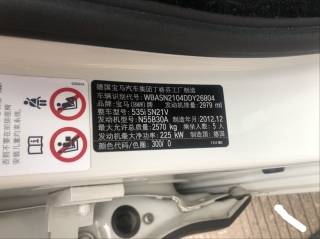 德国宝马汽车集团丁格芬工厂制造
车辆识别代号: WBASN2104DDY26804
品牌: 宝马(BMW)牌 发动机排量: 2979 ml
整车型号: 535i SN21V
发动机型号: N55B30A 制造年月: 2012.12
最大允许总质量: 2570 kg 乘坐人数: 5人
发动机最大净功率: 225 kW 制造国: 德国
颜色代码/色圈: 300/ 0